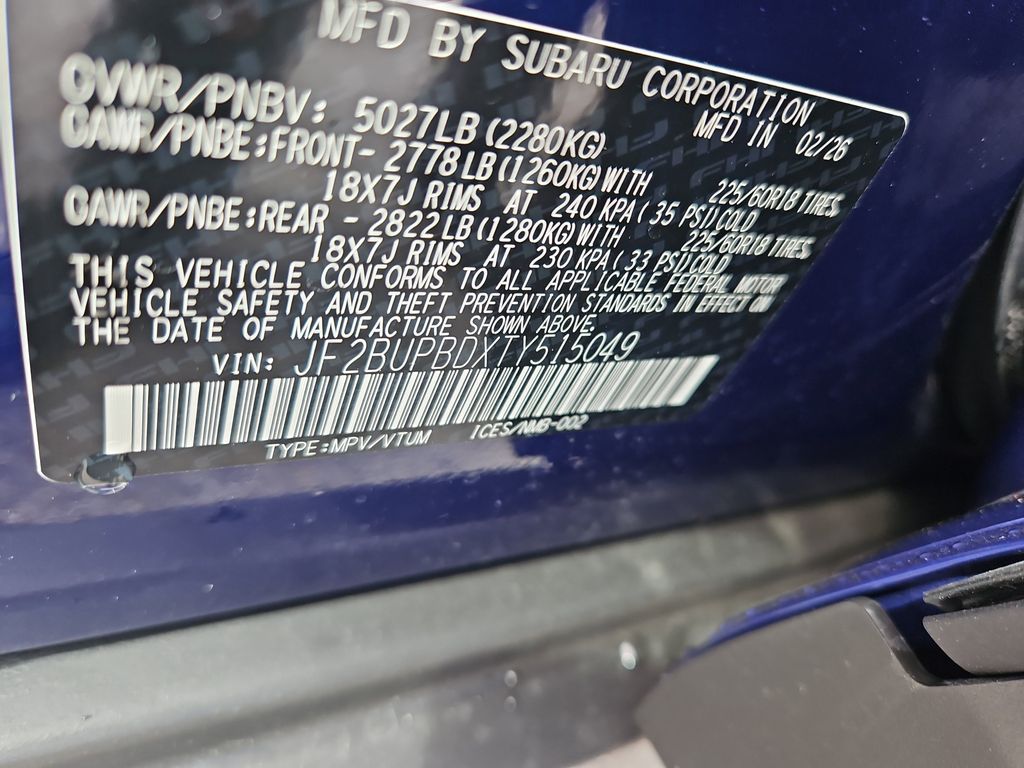 MFD BY SUBARU CORPORATION
MFD IN 02/26
GVWR/PNBV: 5027LB (2280KG)
GAWR/PNBE:FRONT- 2778LB(1260KG)WITH 225/60R18 TIRES,
18X7J RIMS AT 240 KPA( 35 PSI)COLD
GAWR/PNBE:REAR - 2822LB(1280KG)WITH 225/60R18 TIRES,
18X7J RIMS AT 230 KPA( 33 PSI)COLD
THIS VEHICLE CONFORMS TO ALL APPLICABLE FEDERAL MOTOR
VEHICLE SAFETY AND THEFT PREVENTION STANDARDS IN EFFECT ON
THE DATE OF MANUFACTURE SHOWN ABOVE.
VIN: JF2BUPBDXTY515049
TYPE:MPV/VTUM ICES/NMB-002